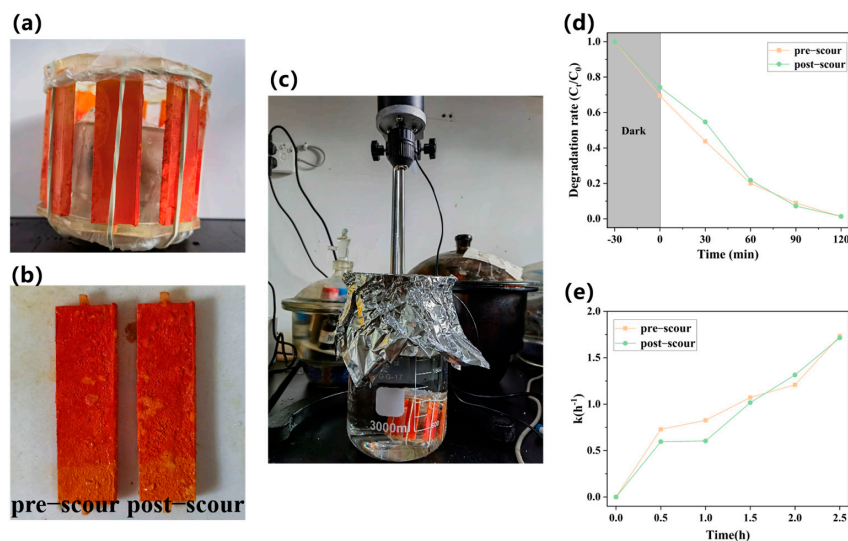 (a)
(b)
pre-scour post-scour
(c)
GG-17
3000ml
(d)
Degradation rate (Ct/C0)
1.0
0.8
0.6
0.4
0.2
0.0
Dark
pre-scour
post-scour
-30 0 30 60 90 120
Time (min)
(e)
k(h-1)
2.0
1.5
1.0
0.5
0.0
pre-scour
post-scour
0.0 0.5 1.0 1.5 2.0 2.5
Time(h)